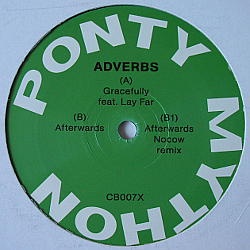 PONTY
MYTHON
ADVERBS
(A)
Gracefully
feat. Lay Far
(B)
Afterwards
(B1)
Afterwards
Nocow
remix
CB007X